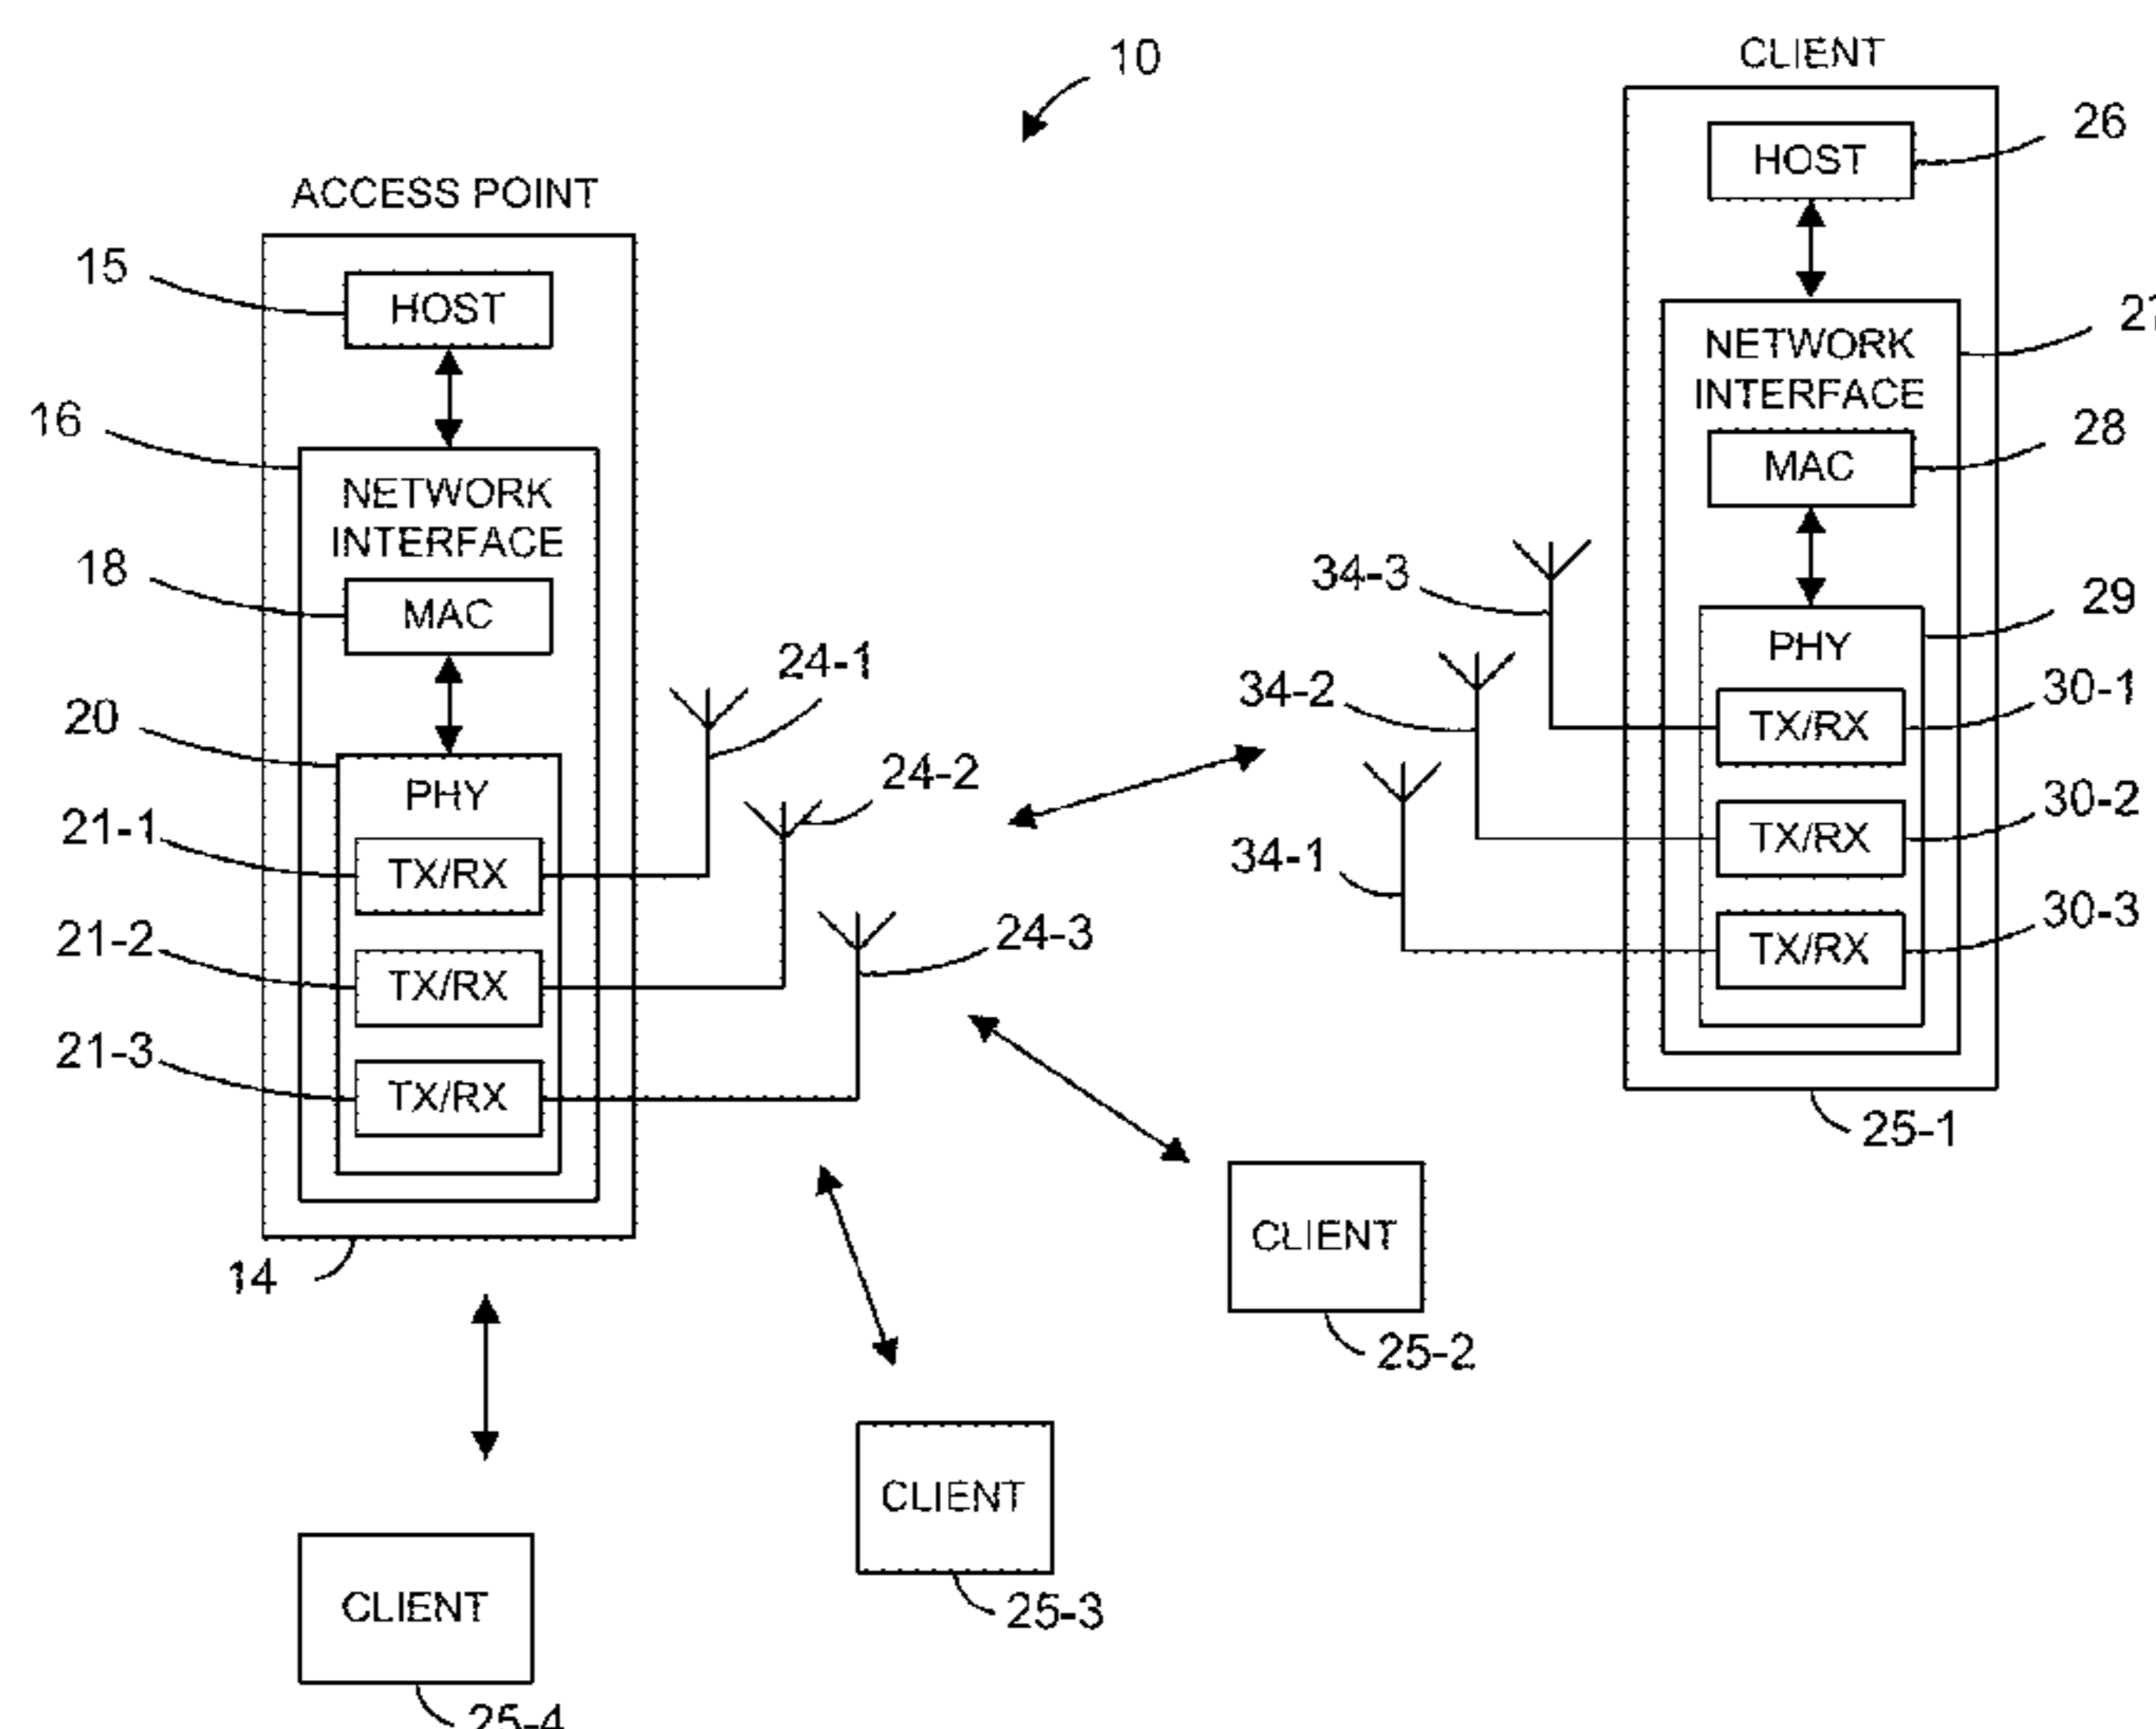 10
CLIENT
HOST
26
ACCESS POINT
15
HOST
NETWORK
INTERFACE
MAC
28
16
NETWORK
INTERFACE
18
MAC
34-3
PHY
29
24-1
34-2
TX/RX
30-1
20
PHY
24-2
TX/RX
30-2
21-1
TX/RX
34-1
24-3
TX/RX
30-3
21-2
TX/RX
21-3
TX/RX
25-1
14
CLIENT
25-2
CLIENT
25-3
CLIENT
25-4